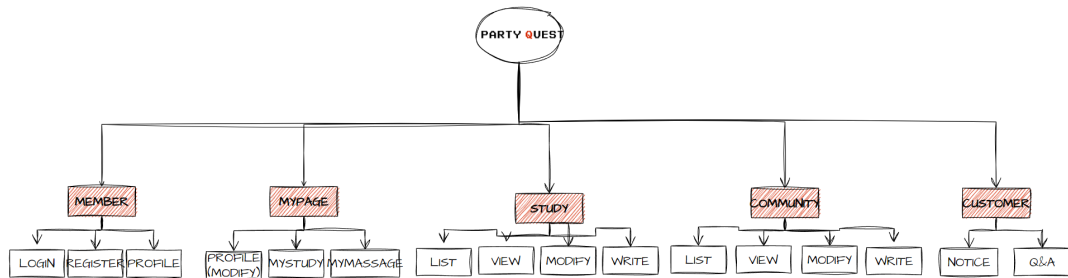 PARTY QUEST
MEMBER
MYPAGE
STUDY
COMMUNITY
CUSTOMER
LOGIN
REGISTER
PROFILE
PROFILE
(MODIFY)
MYSTUDY
MYMASSAGE
LIST
VIEW
MODIFY
WRITE
LIST
VIEW
MODIFY
WRITE
NOTICE
Q&A